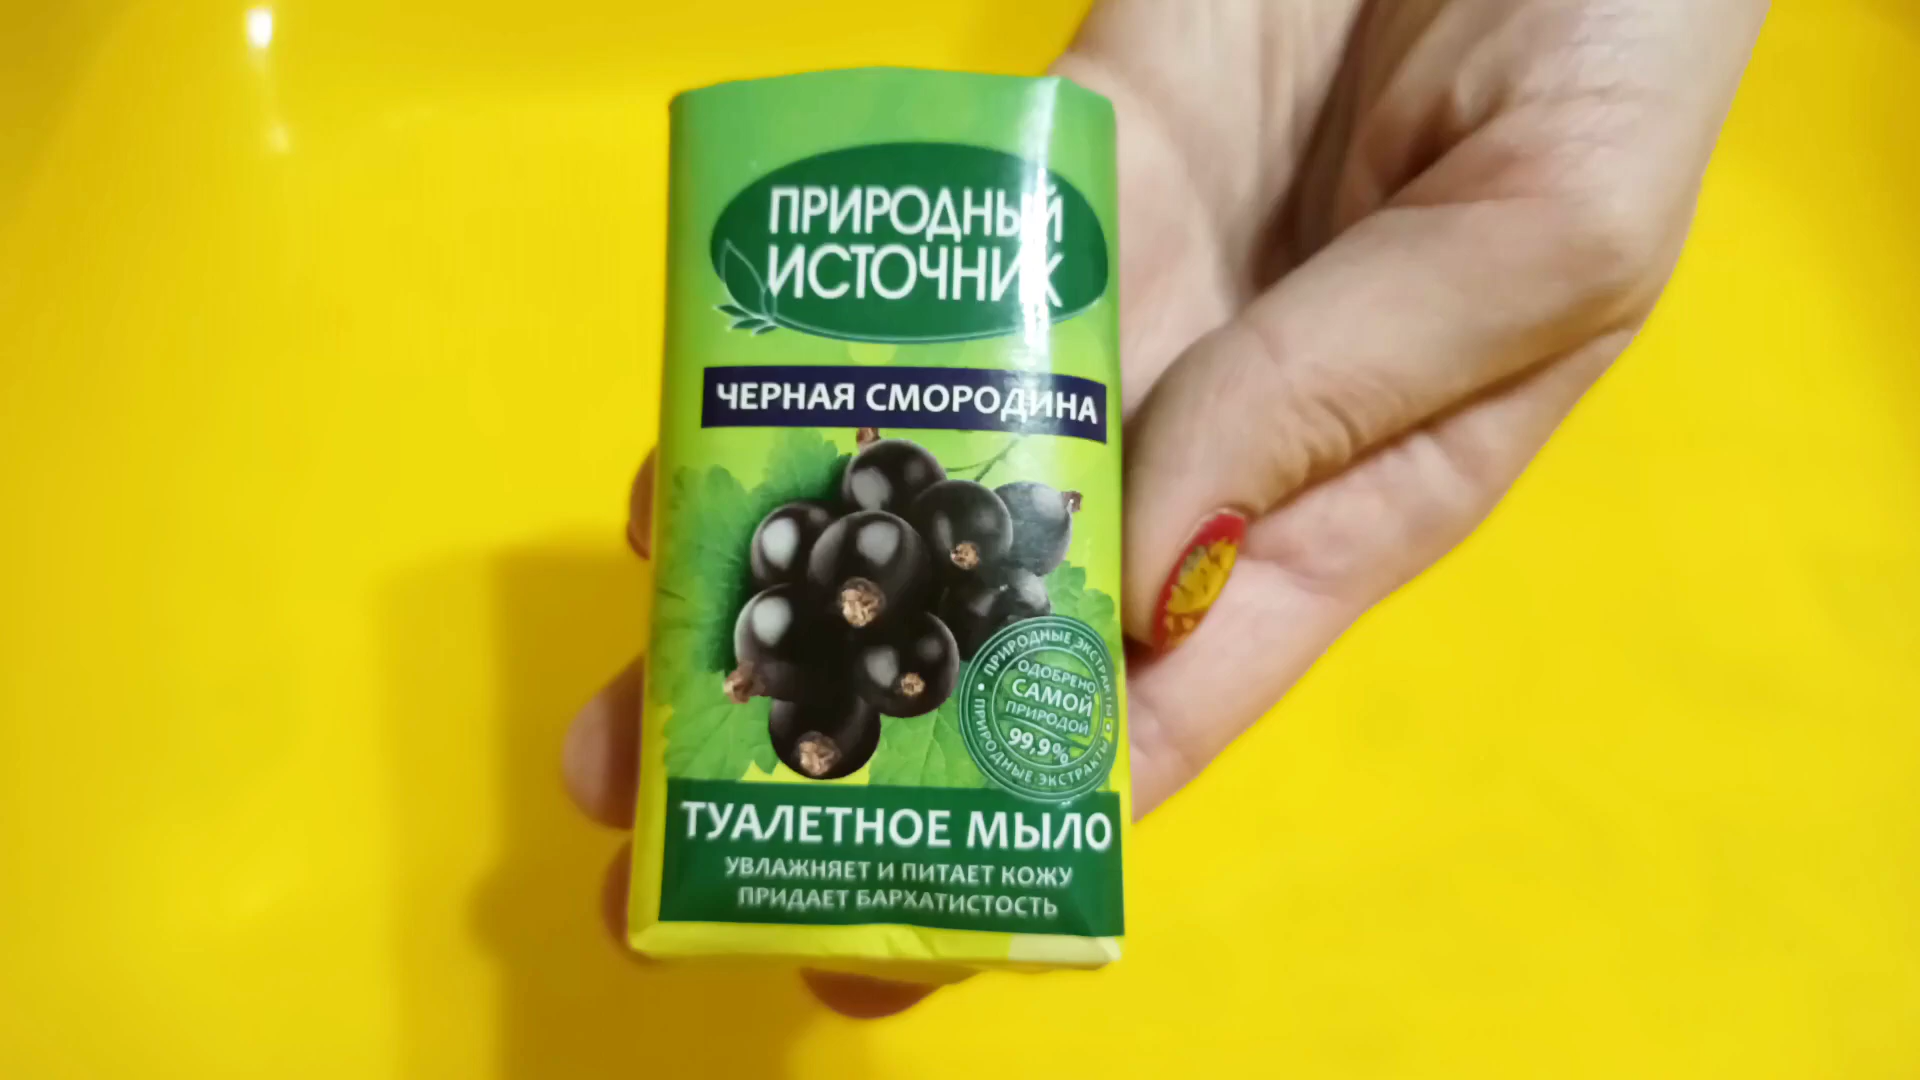 ПРИРОДНЫЙ
ИСТОЧНИК
ЧЕРНАЯ СМОРОДИНА
ПРИРОДНЫЕ ЭКСТРАКТЫ • ПРИРОДНЫЕ ЭКСТРАКТЫ •
ОДОБРЕНО
САМОЙ
ПРИРОДОЙ
99,9%
ТУАЛЕТНОЕ МЫЛО
УВЛАЖНЯЕТ И ПИТАЕТ КОЖУ
ПРИДАЕТ БАРХАТИСТОСТЬ